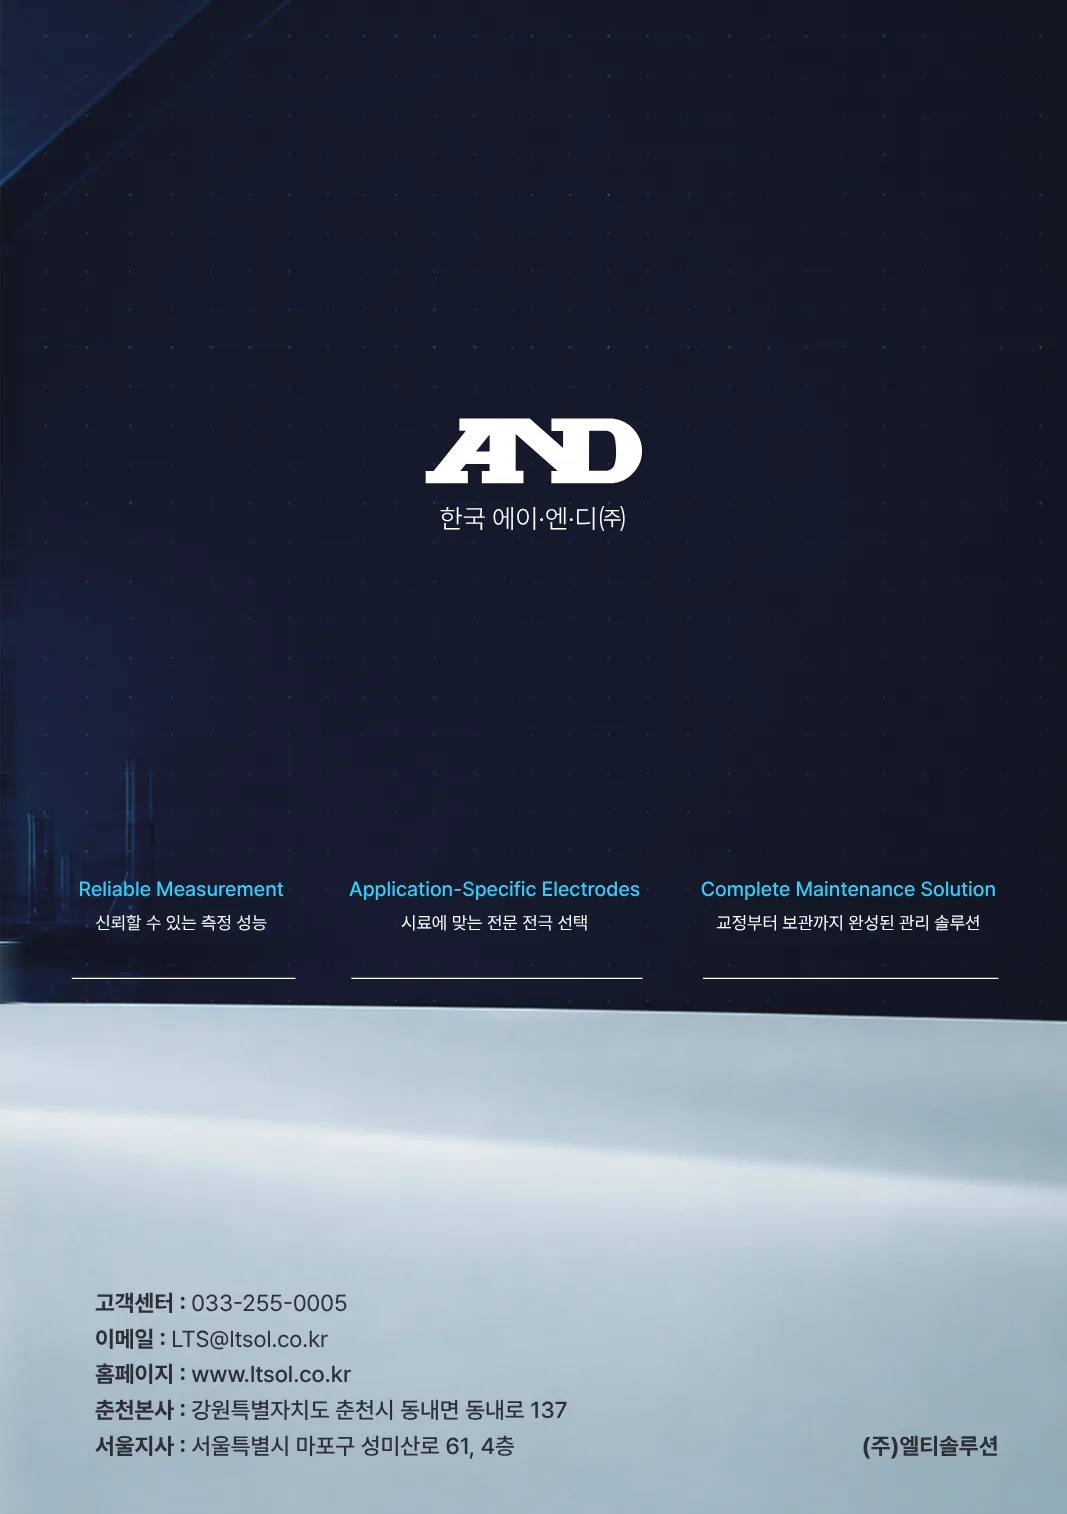 AND
한국 에이·엔·디㈜
Reliable Measurement
신뢰할 수 있는 측정 성능
Application-Specific Electrodes
시료에 맞는 전문 전극 선택
Complete Maintenance Solution
교정부터 보관까지 완성된 관리 솔루션
고객센터 : 033-255-0005
이메일 : LTS@ltsol.co.kr
홈페이지 : www.ltsol.co.kr
춘천본사 : 강원특별자치도 춘천시 동내면 동내로 137
서울지사 : 서울특별시 마포구 성미산로 61, 4층
(주)엘티솔루션